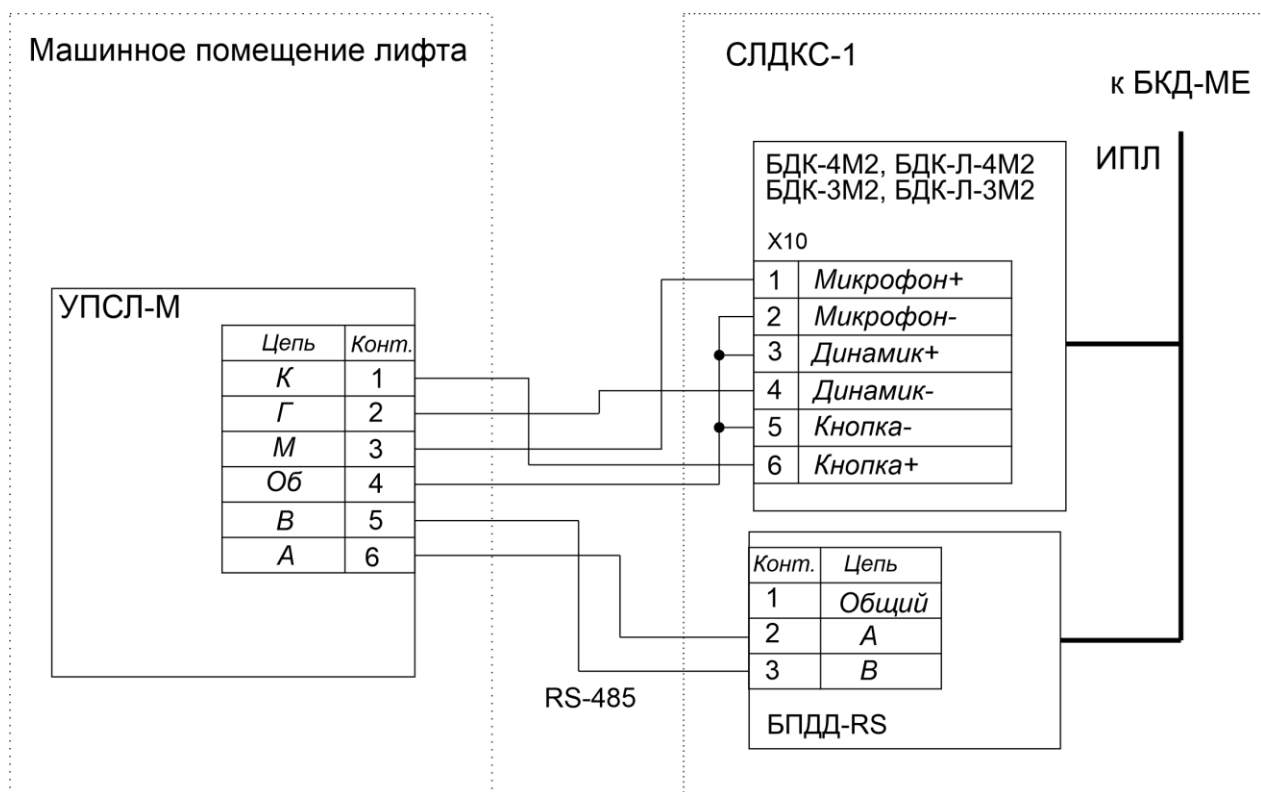 Машинное помещение лифта
СЛДКС-1
к БКД-МЕ
ИПЛ
БДК-4М2, БДК-Л-4М2
БДК-3М2, БДК-Л-3М2
X10
1 Микрофон+
2 Микрофон-
3 Динамик+
4 Динамик-
5 Кнопка-
6 Кнопка+
УПСЛ-М
Цепь Конт.
К 1
Г 2
М 3
Об 4
В 5
А 6
Конт. Цепь
1 Общий
2 А
3 В
БПДД-RS
RS-485